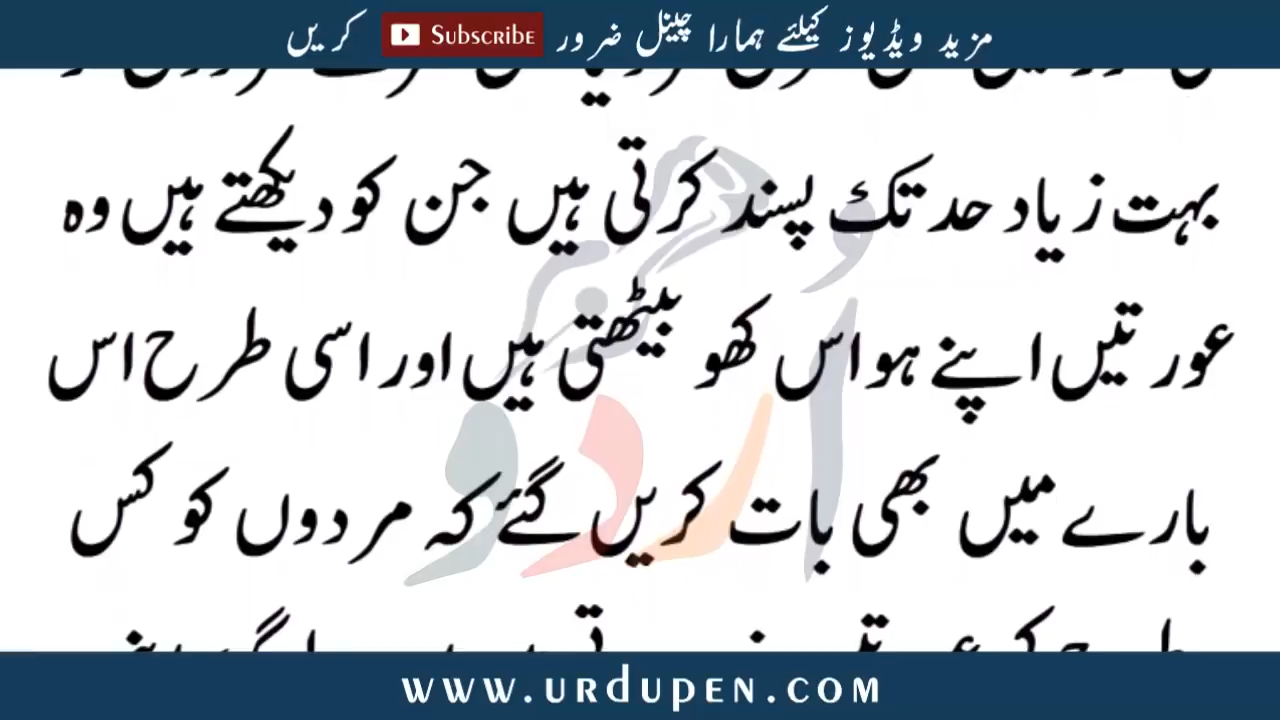 مزید ویڈیوز کیلئے ہمارا چینل ضرور Subscribe کریں
بہت زیاد حد تک پسند کرتی ہیں جن کو دیکھتے ہیں وہ
عورتیں اپنے ہواس کھو بیٹھتی ہیں اور اسی طرح اس
بارے میں بھی بات کریں گئے کہ مردوں کو کس
www.urdupen.com